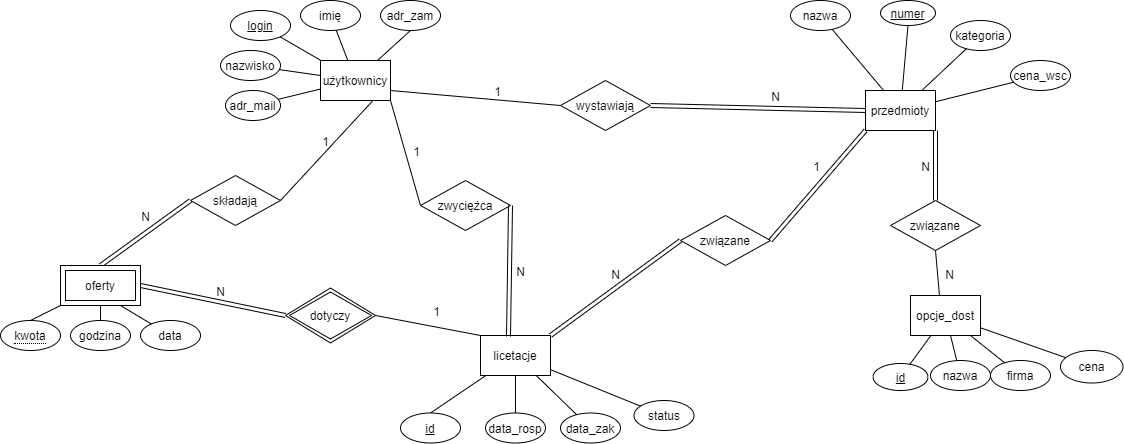 imię
adr_zam
nazwa
numer
login
kategoria
nazwisko
użytkownicy
cena_wsc
adr_mail
1
wystawiają
N
przedmioty
1
1
1
N
składają
zwyciężca
N
związane
związane
N
N
N
N
oferty
N
dotyczy
1
opcje_dost
kwota
godzina
data
licetacje
id
nazwa
firma
cena
id
data_rosp
data_zak
status